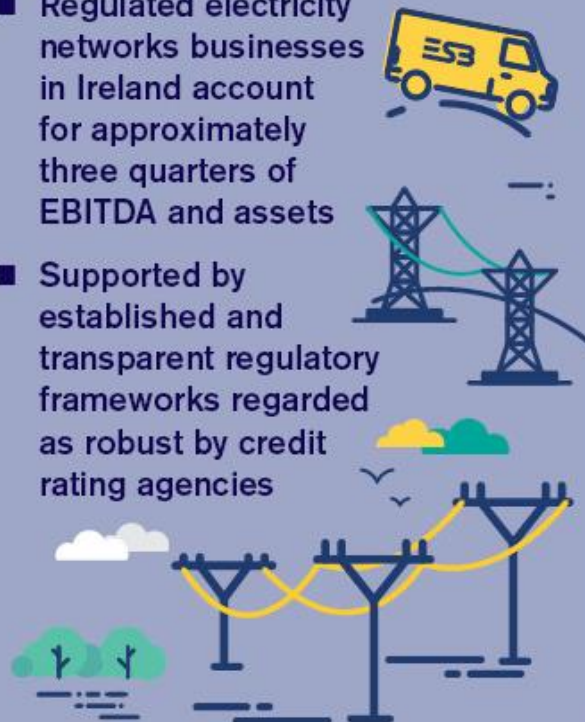 Regulated electricity
networks businesses
in Ireland account
for approximately
three quarters of
EBITDA and assets
ESB
Supported by
established and
transparent regulatory
frameworks regarded
as robust by credit
rating agencies